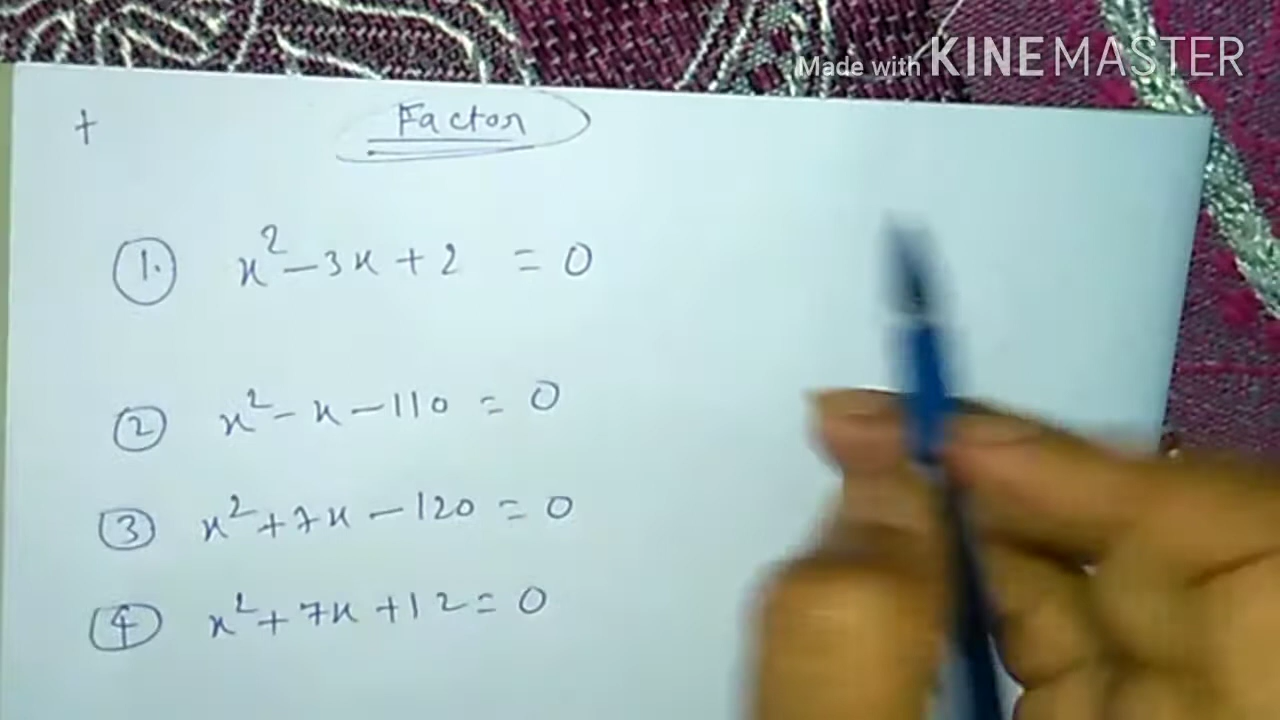 Made with KINEMASTER
+
Factor
1. x² - 3x + 2 = 0
2 x² - x - 110 = 0
3 x² + 7x - 120 = 0
4 x² + 7x + 12 = 0